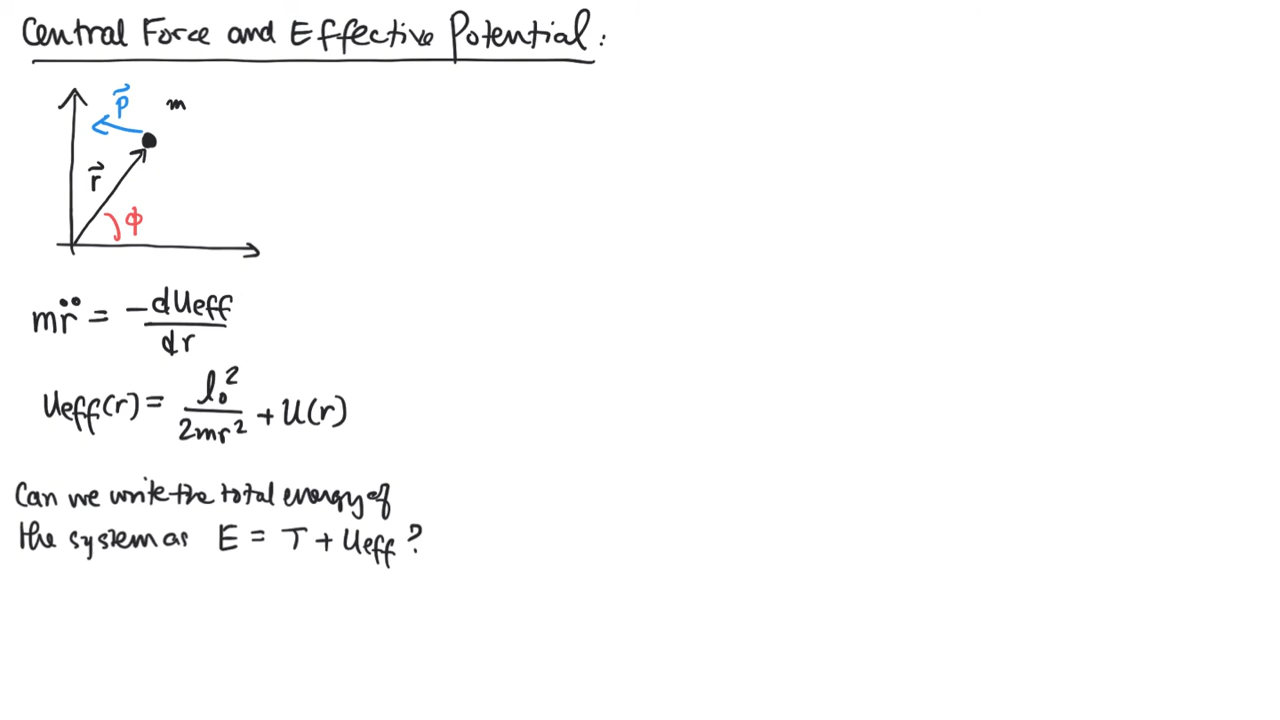 Central Force and Effective Potential:
p⃗
m
r⃗
ϕ
mr̈ = -dUeff/dr
Ueff(r) = l₀²/2mr² + U(r)
Can we write the total energy of
the system as E = T + Ueff ?